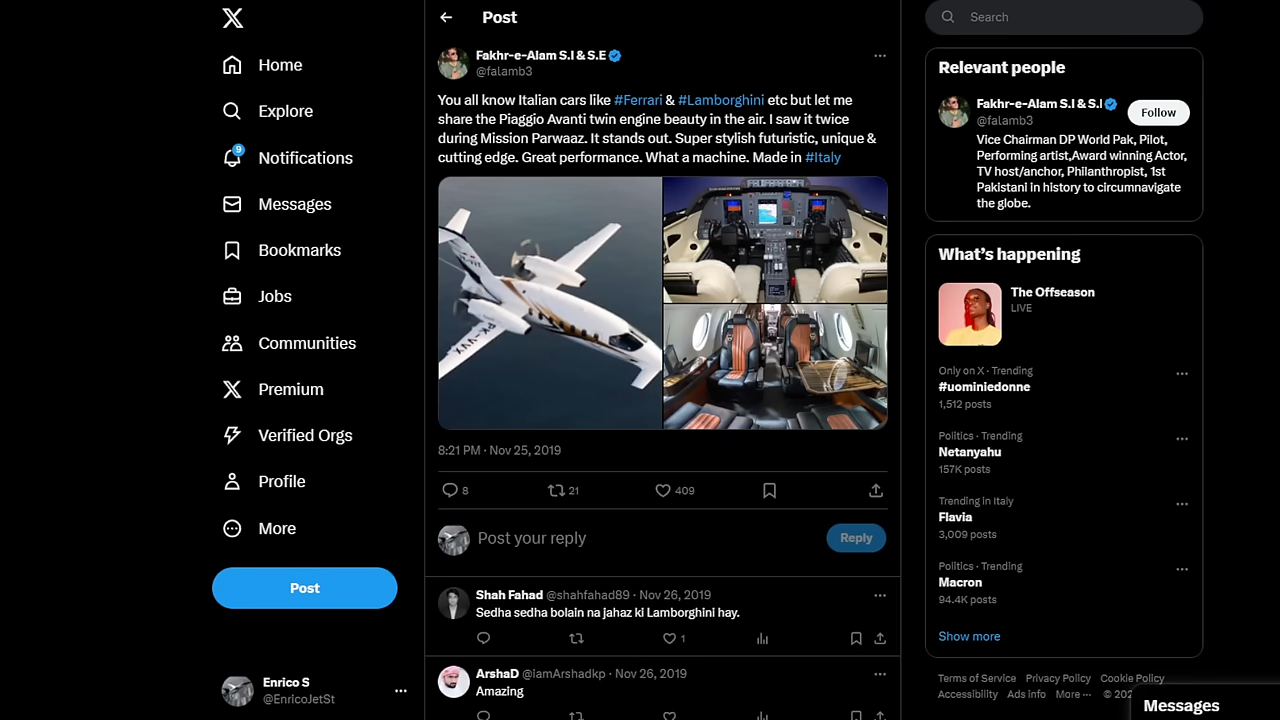 Post
Search
Home
Explore
9
Notifications
Messages
Bookmarks
Jobs
Communities
Premium
Verified Orgs
Profile
More
Post
Enrico S
@EnricoJetSt
Fakhr-e-Alam S.I & S.E
@falamb3
You all know Italian cars like #Ferrari & #Lamborghini etc but let me
share the Piaggio Avanti twin engine beauty in the air. I saw it twice
during Mission Parwaaz. It stands out. Super stylish futuristic, unique &
cutting edge. Great performance. What a machine. Made in #Italy
PK-VVX
8:21 PM · Nov 25, 2019
8
21
409
Post your reply
Reply
Shah Fahad @shahfahad89 · Nov 26, 2019
Sedha sedha bolain na jahaz ki Lamborghini hay.
1
ArshaD @iamArshadkp · Nov 26, 2019
Amazing
Relevant people
Fakhr-e-Alam S.I & S.I
@falamb3
Follow
Vice Chairman DP World Pak, Pilot,
Performing artist,Award winning Actor,
TV host/anchor, Philanthropist, 1st
Pakistani in history to circumnavigate
the globe.
What's happening
The Offseason
LIVE
Only on X · Trending
#uominiedonne
1,512 posts
Politics · Trending
Netanyahu
157K posts
Trending in Italy
Flavia
3,009 posts
Politics · Trending
Macron
94.4K posts
Show more
Terms of Service Privacy Policy Cookie Policy
Accessibility Ads info More ··· © 202
Messages